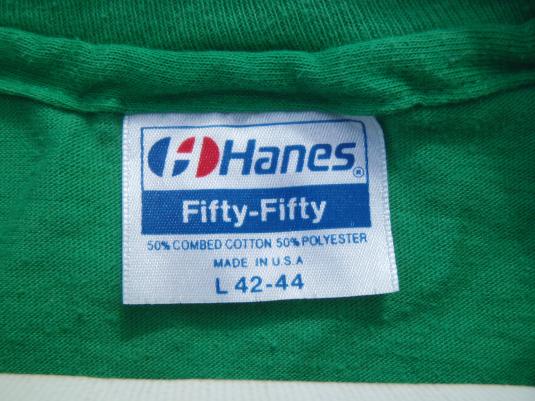 Hanes®
Fifty-Fifty
50% COMBED COTTON 50% POLYESTER
MADE IN U.S.A
L 42-44